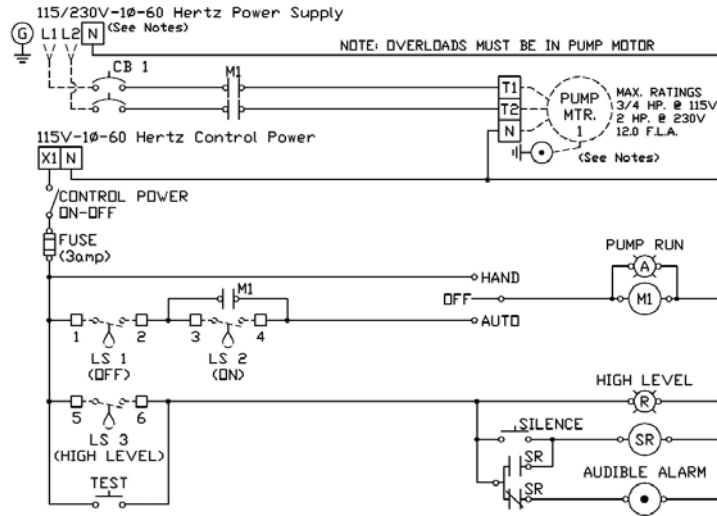 115/230V-1ø-60 Hertz Power Supply
G L1 L2 N (See Notes)
NOTE: OVERLOADS MUST BE IN PUMP MOTOR
CB 1
M1
T1
T2
N
PUMP
MTR.
1
MAX. RATINGS
3/4 HP. @ 115V
2 HP. @ 230V
12.0 F.L.A.
(See Notes)
115V-1ø-60 Hertz Control Power
X1 N
CONTROL POWER
ON-OFF
FUSE
(3amp)
PUMP RUN
A
HAND
M1
OFF
M1
AUTO
1 2 3 4
LS 1
(OFF)
LS 2
(ON)
HIGH LEVEL
R
5 6
LS 3
(HIGH LEVEL)
SILENCE
SR
SR
TEST
SR
AUDIBLE ALARM